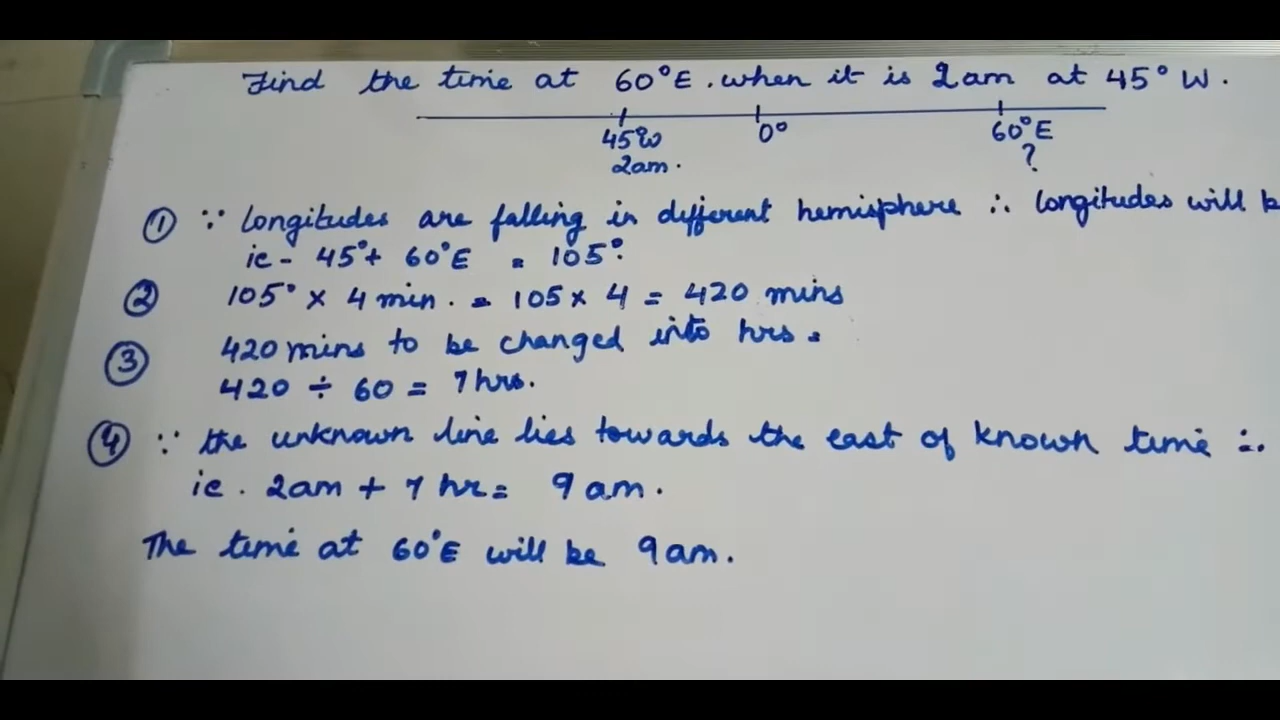 Find the time at 60°E. when it is 2am at 45° W.
45°W 0° 60°E
2am. ?
① ∵ longitudes are falling in different hemisphere ∴ longitudes will
ie - 45°+ 60°E = 105°.
② 105° × 4 min. = 105 × 4 = 420 mins
③ 420 mins to be changed into hrs =
420 ÷ 60 = 7 hrs.
④ ∵ the unknown line lies towards the east of known time ∴
ie. 2am + 7 hr = 9 am.
The time at 60°E will be 9am.